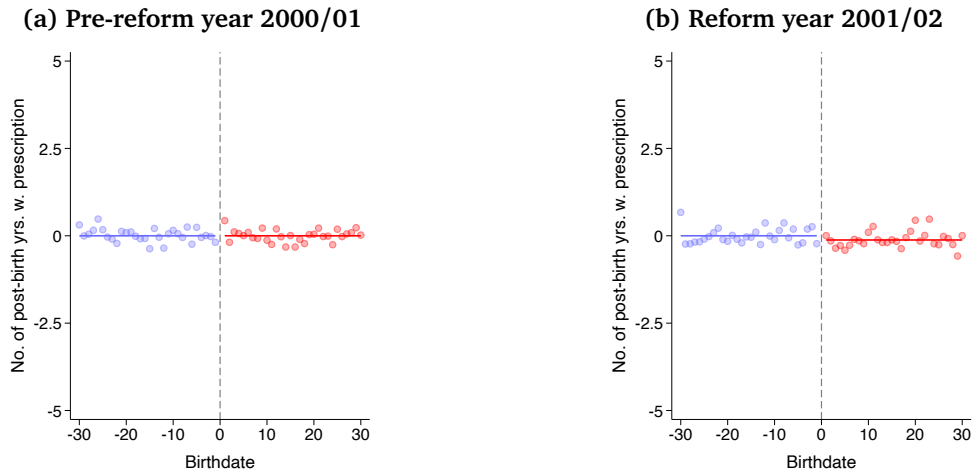 (a) Pre-reform year 2000/01
No. of post-birth yrs. w. prescription
5
2.5
0
-2.5
-5
-30 -20 -10 0 10 20 30
Birthdate
(b) Reform year 2001/02
No. of post-birth yrs. w. prescription
5
2.5
0
-2.5
-5
-30 -20 -10 0 10 20 30
Birthdate